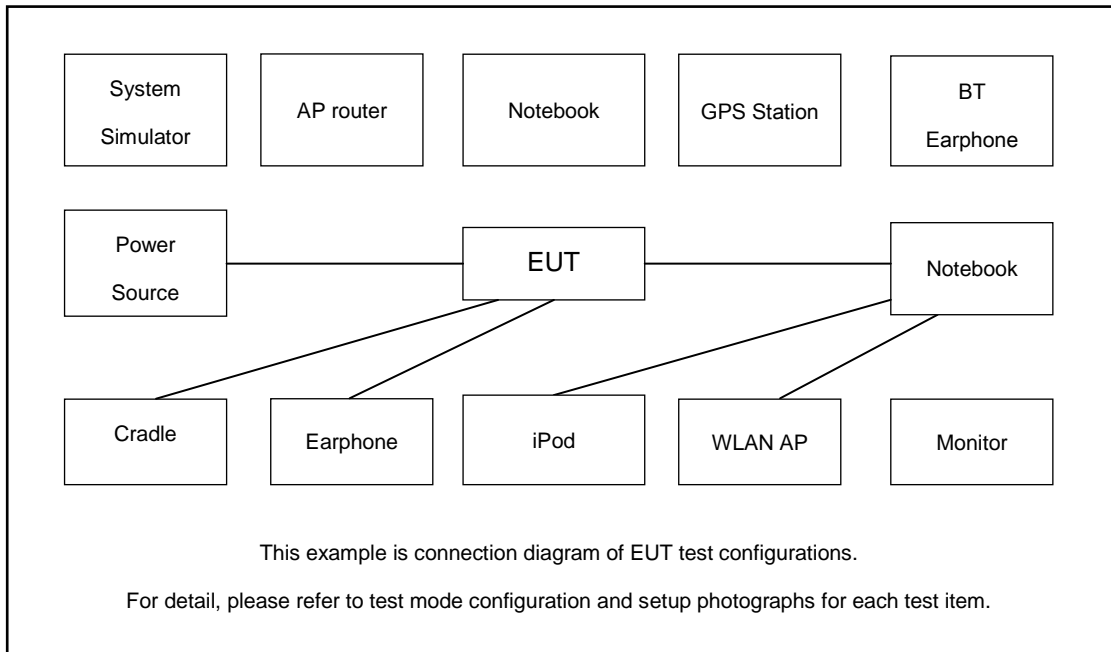 System
Simulator
AP router
Notebook
GPS Station
BT
Earphone
Power
Source
EUT
Notebook
Cradle
Earphone
iPod
WLAN AP
Monitor
This example is connection diagram of EUT test configurations.
For detail, please refer to test mode configuration and setup photographs for each test item.